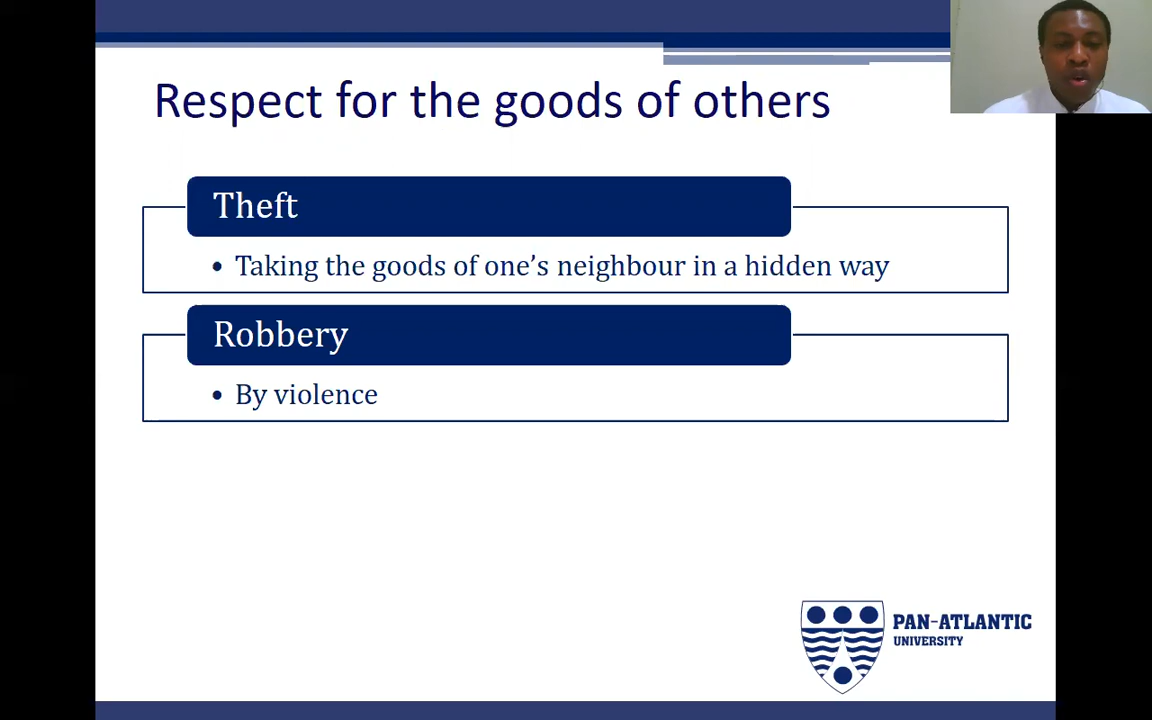 Respect for the goods of others
Theft
• Taking the goods of one's neighbour in a hidden way
Robbery
• By violence
PAN-ATLANTIC
UNIVERSITY